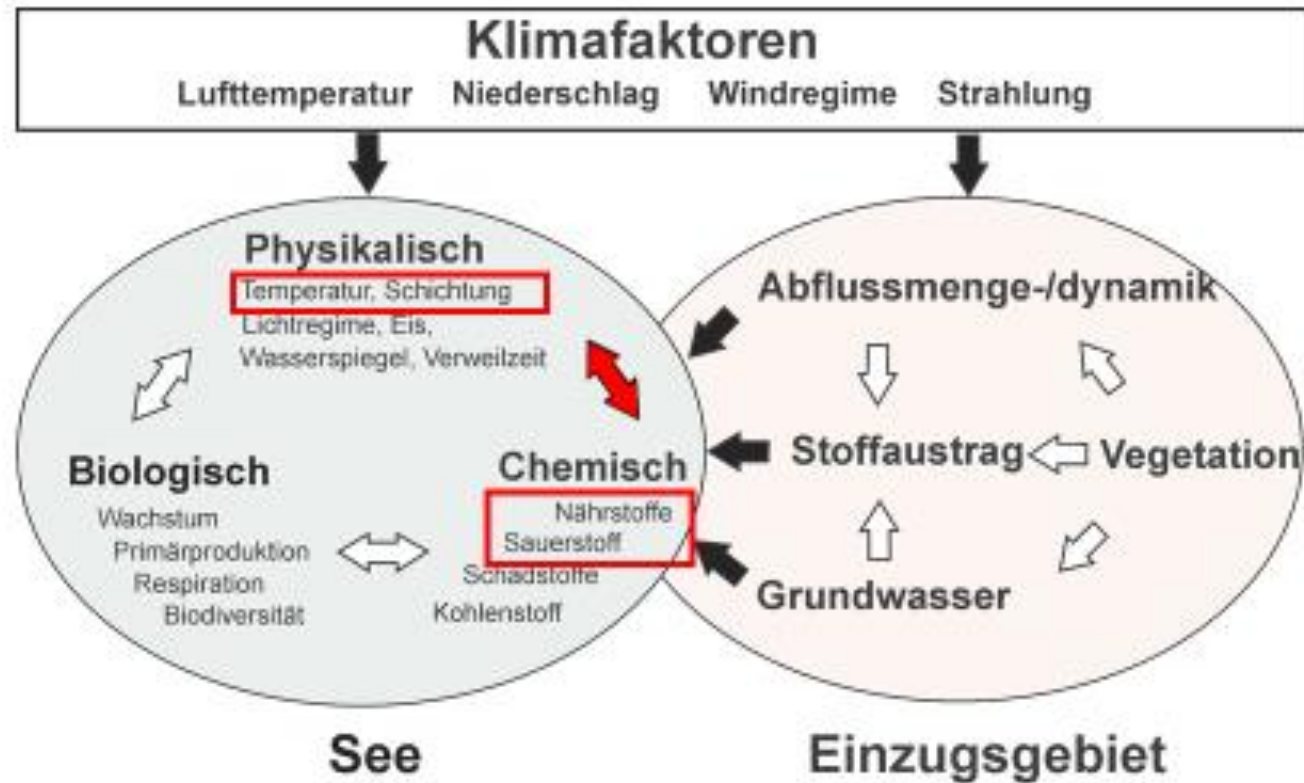 Klimafaktoren
Lufttemperatur Niederschlag Windregime Strahlung
Physikalisch
Temperatur, Schichtung
Lichtregime, Eis,
Wasserspiegel, Verweilzeit
Biologisch
Wachstum
Primärproduktion
Respiration
Biodiversität
Chemisch
Nährstoffe
Sauerstoff
Schadstoffe
Kohlenstoff
Abflussmenge-/dynamik
Stoffaustrag
Vegetation
Grundwasser
See
Einzugsgebiet